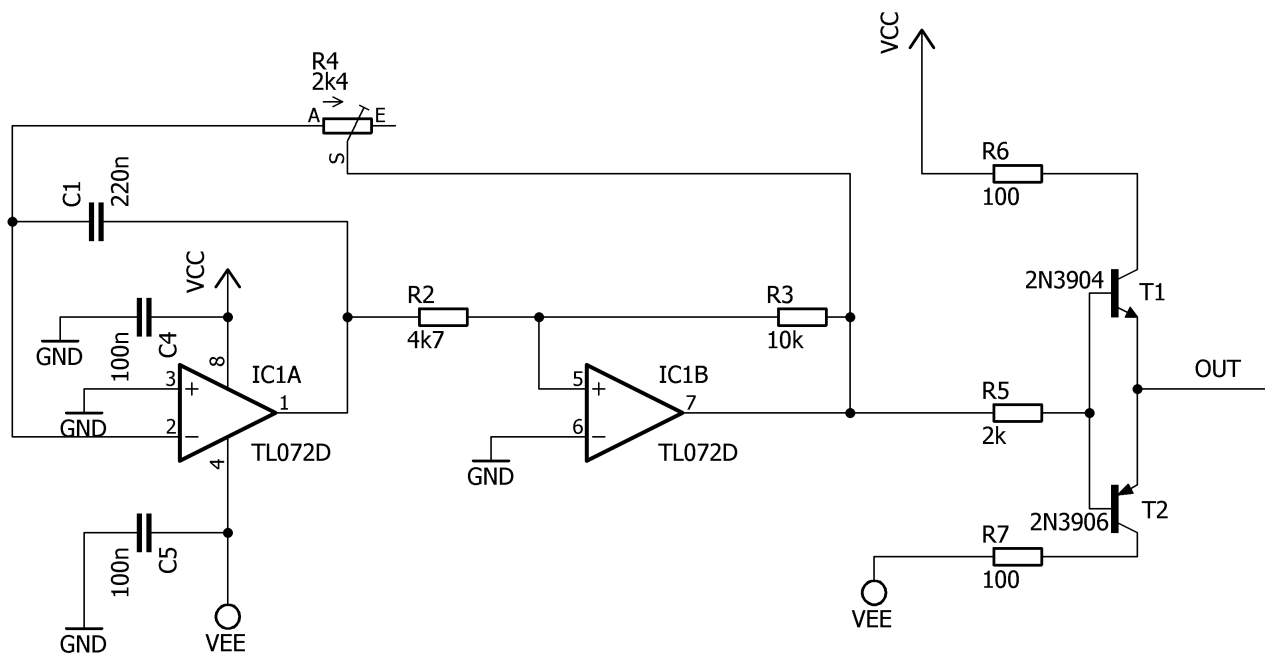 R4
2k4
A
E
S
VCC
C1
220n
R6
100
VCC
2N3904
T1
C4
100n
GND
8
R2
4k7
R3
10k
IC1A
3
+
1
GND
2
−
TL072D
4
IC1B
5
+
7
6
−
TL072D
GND
R5
2k
OUT
C5
100n
GND
VEE
2N3906
T2
R7
100
VEE